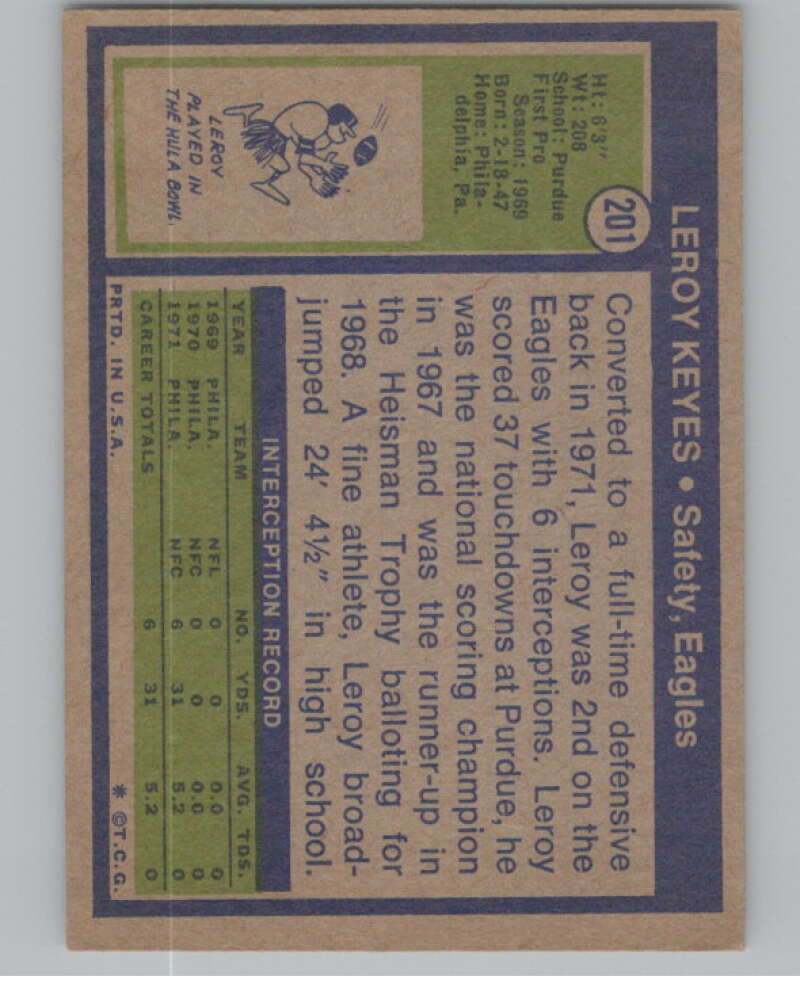 LEROY KEYES • Safety, Eagles
201
Ht: 6'3"
Wt: 208
School: Purdue
First Pro
Season: 1969
Born: 2-18-47
Home: Phila-
delphia, Pa.
LEROY
PLAYED IN
THE HULA BOWL.
Converted to a full-time defensive
back in 1971, Leroy was 2nd on the
Eagles with 6 interceptions. Leroy
scored 37 touchdowns at Purdue, he
was the national scoring champion
in 1967 and was the runner-up in
the Heisman Trophy balloting for
1968. A fine athlete, Leroy broad-
jumped 24' 4½" in high school.
INTERCEPTION RECORD
YEAR TEAM NO. YDS. AVG. TDS.
1969 PHILA. NFL 0 0 0.0 0
1970 PHILA. NFC 0 0 0.0 0
1971 PHILA. NFC 6 31 5.2 0
CAREER TOTALS 6 31 5.2 0
PRTD. IN U.S.A. * ©T.C.G.